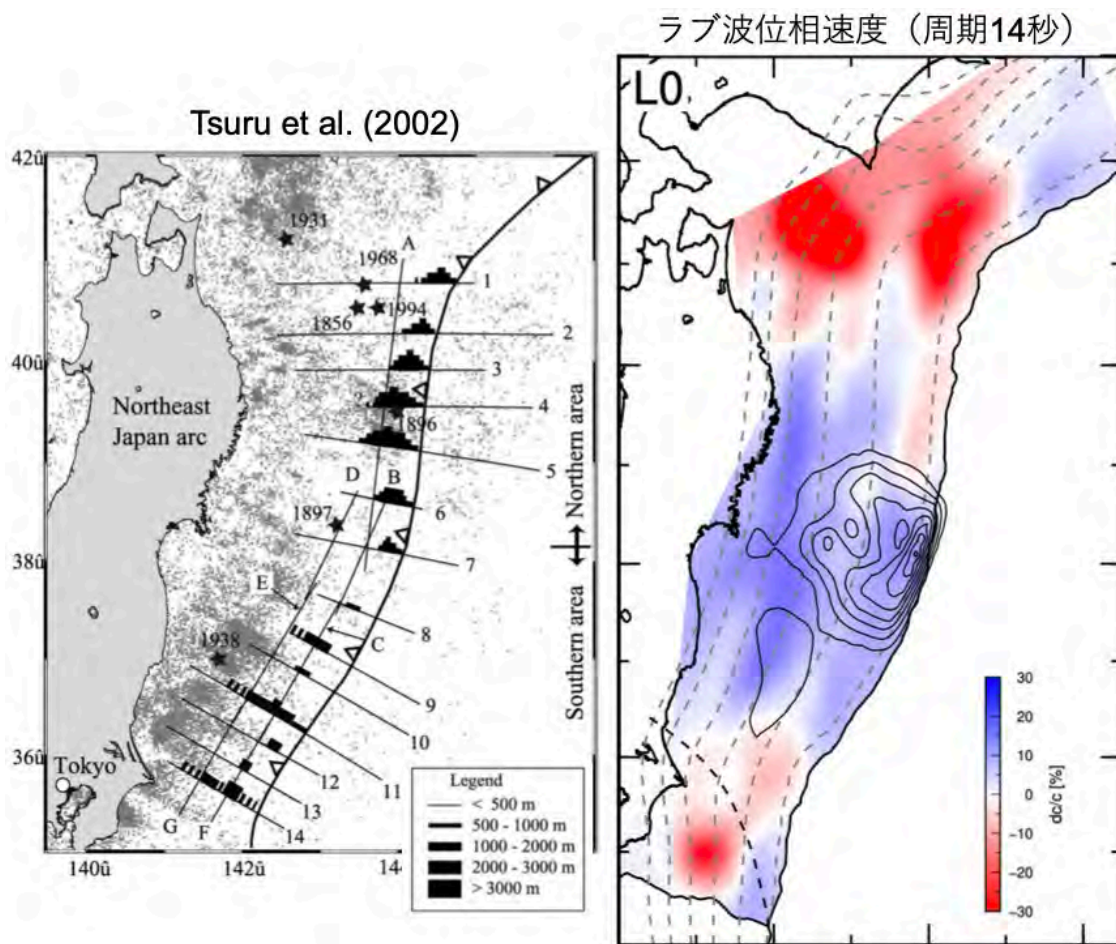 ラブ波位相速度（周期14秒）
Tsuru et al. (2002)
L0
42û
40û
38û
36û
140û
142û
144
1931
1968
A
1
1994
1856
2
3
4
1896
Northeast
Japan arc
5
D
B
6
1897
7
Northern area
Southern area
E
8
1938
C
9
10
Tokyo
12
11
13
G
F
14
Legend
< 500 m
500 - 1000 m
1000 - 2000 m
2000 - 3000 m
> 3000 m
30
20
10
0
-10
-20
-30
dc/c [%]